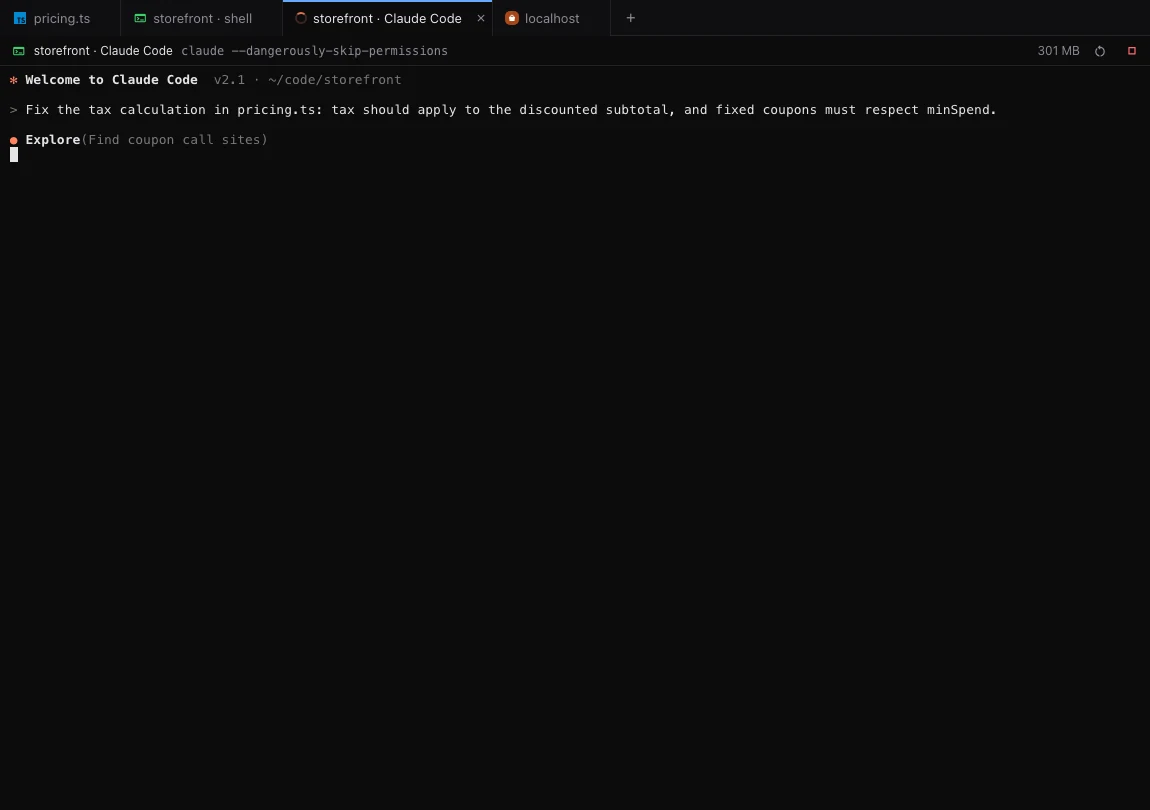 pricing.ts storefront · shell storefront · Claude Code × localhost +
storefront · Claude Code claude --dangerously-skip-permissions 301 MB
✻ Welcome to Claude Code v2.1 · ~/code/storefront
> Fix the tax calculation in pricing.ts: tax should apply to the discounted subtotal, and fixed coupons must respect minSpend.
● Explore(Find coupon call sites)